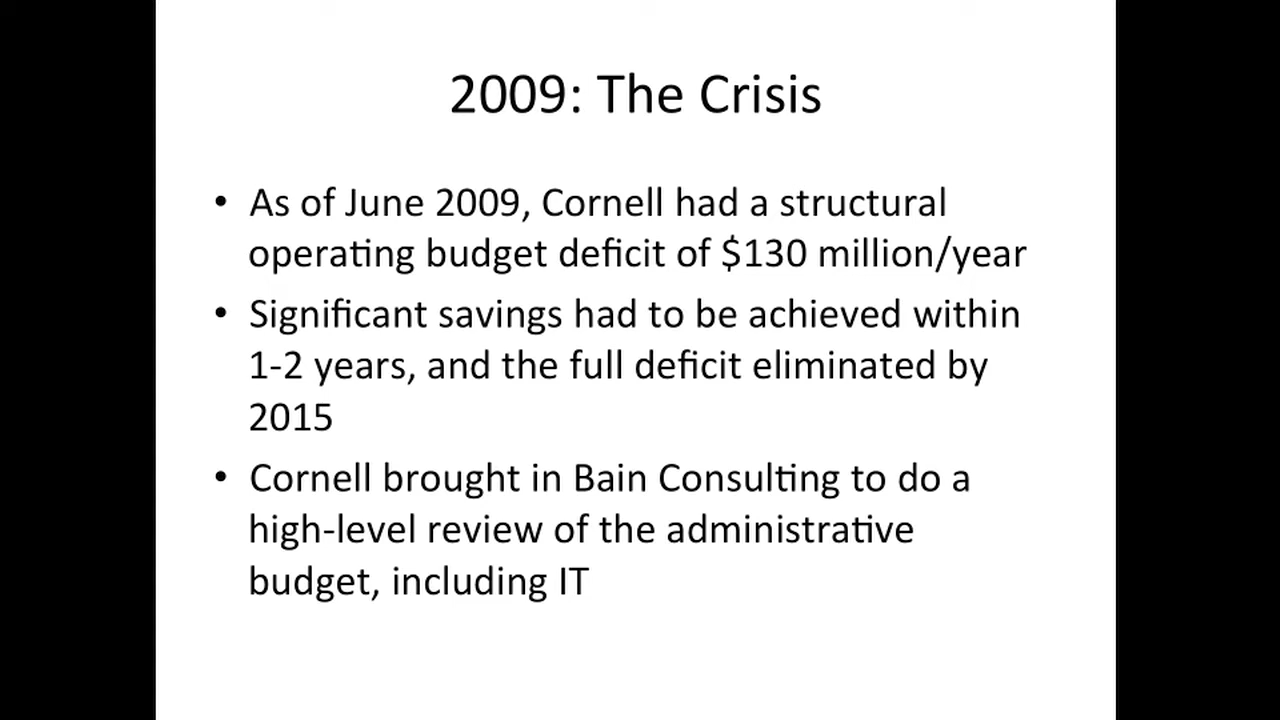 2009: The Crisis
• As of June 2009, Cornell had a structural
operating budget deficit of $130 million/year
• Significant savings had to be achieved within
1-2 years, and the full deficit eliminated by
2015
• Cornell brought in Bain Consulting to do a
high-level review of the administrative
budget, including IT